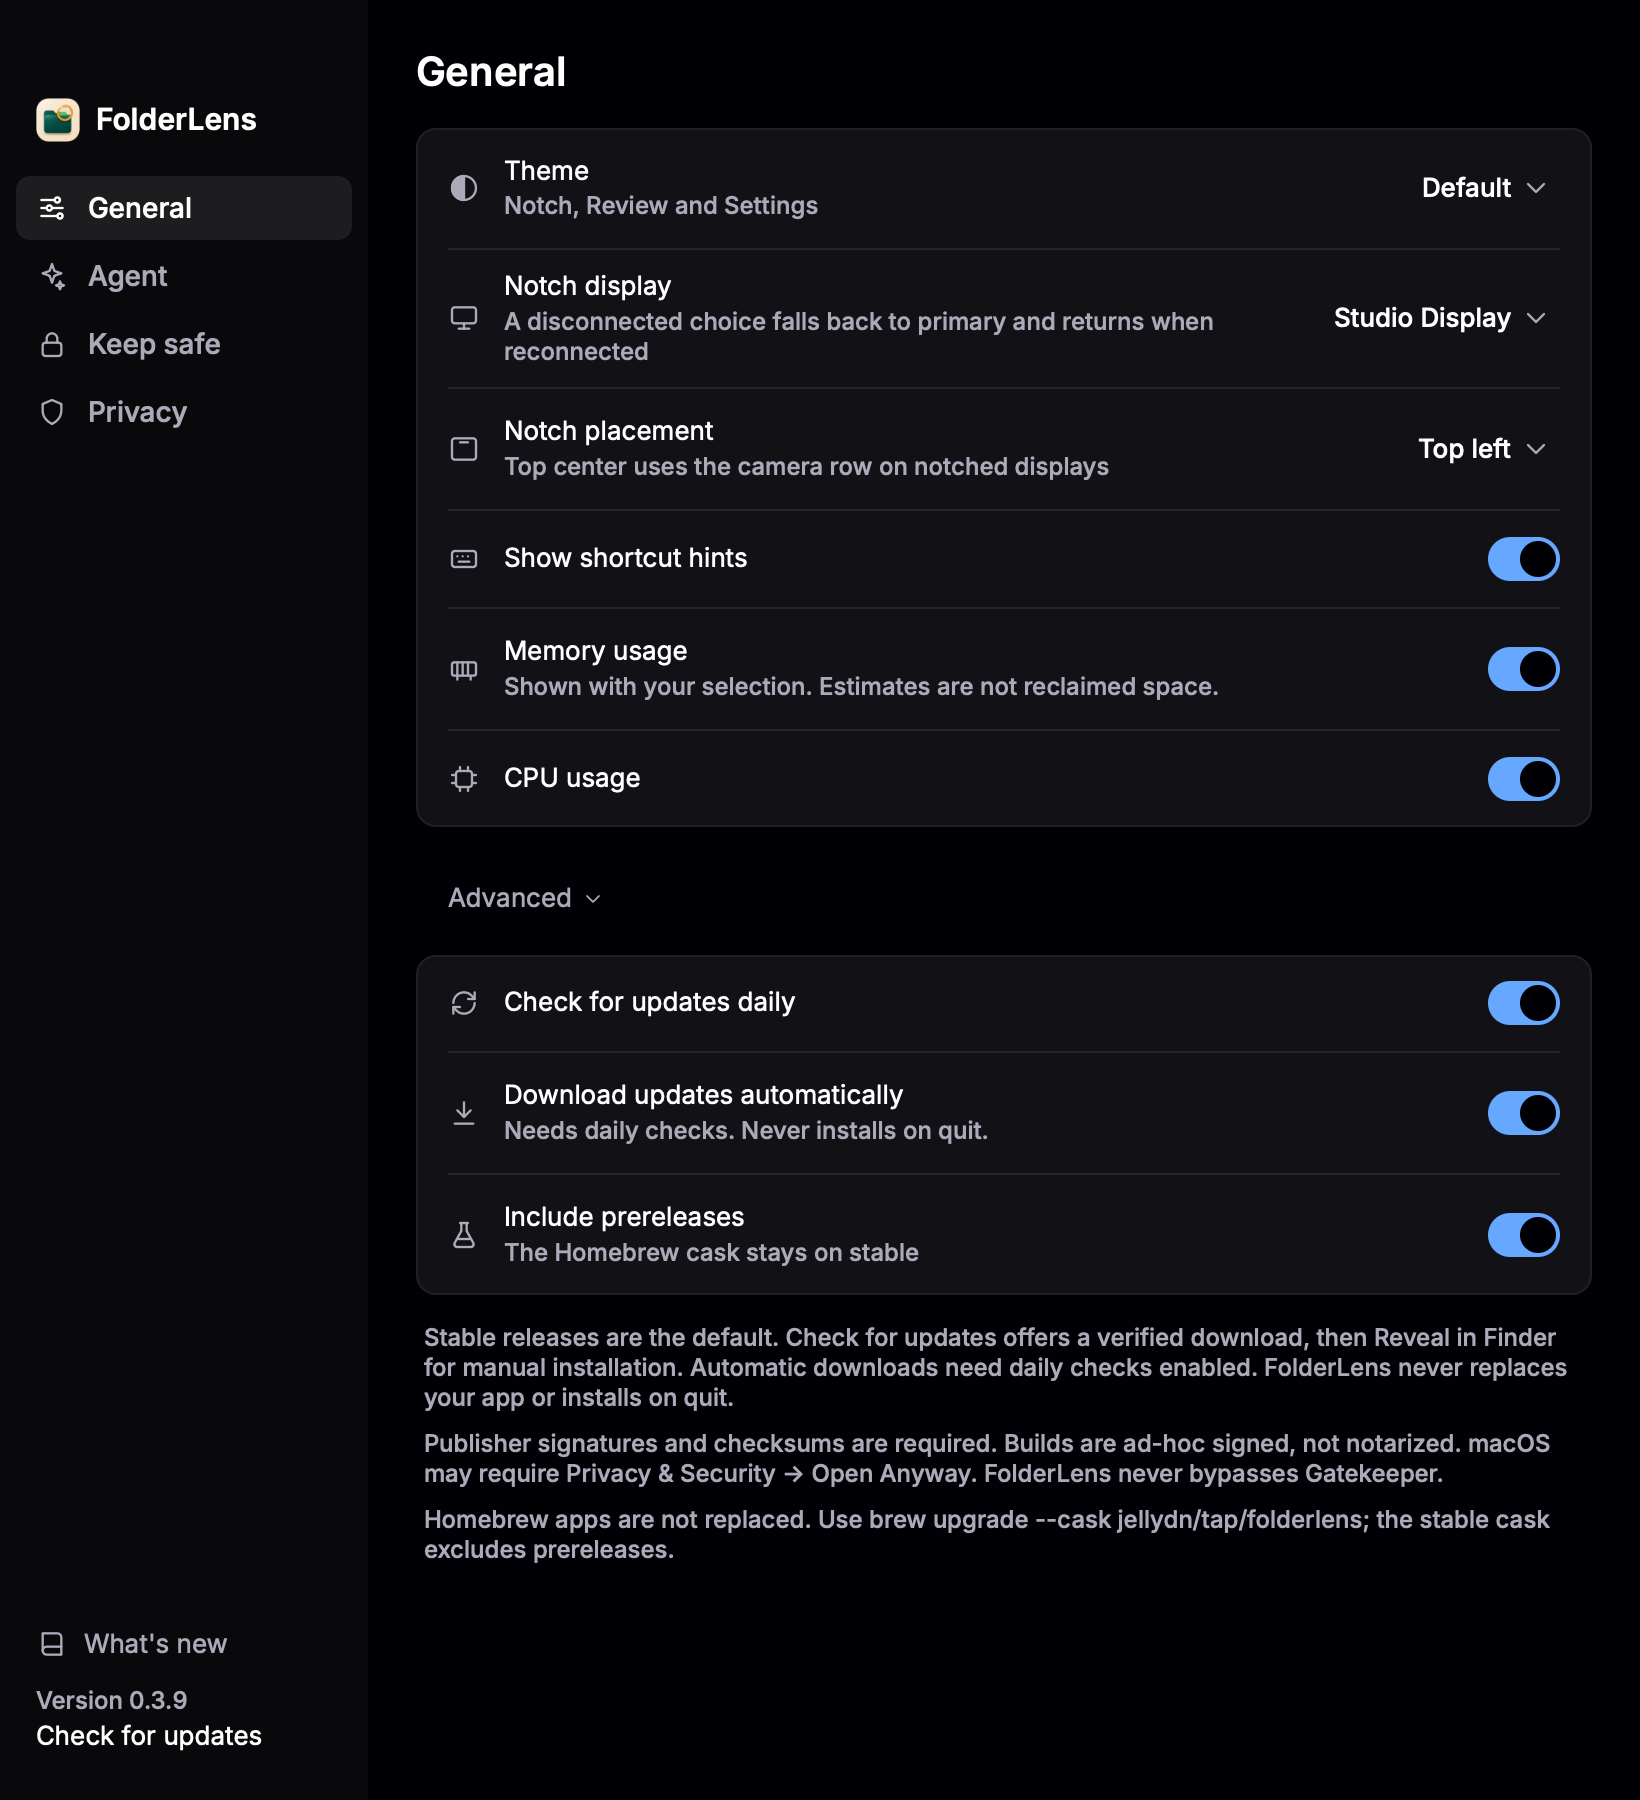 FolderLens
General
Agent
Keep safe
Privacy
What's new
Version 0.3.9
Check for updates
General
Theme
Notch, Review and Settings
Default
Notch display
A disconnected choice falls back to primary and returns when
reconnected
Studio Display
Notch placement
Top center uses the camera row on notched displays
Top left
Show shortcut hints
Memory usage
Shown with your selection. Estimates are not reclaimed space.
CPU usage
Advanced
Check for updates daily
Download updates automatically
Needs daily checks. Never installs on quit.
Include prereleases
The Homebrew cask stays on stable
Stable releases are the default. Check for updates offers a verified download, then Reveal in Finder
for manual installation. Automatic downloads need daily checks enabled. FolderLens never replaces
your app or installs on quit.
Publisher signatures and checksums are required. Builds are ad-hoc signed, not notarized. macOS
may require Privacy & Security → Open Anyway. FolderLens never bypasses Gatekeeper.
Homebrew apps are not replaced. Use brew upgrade --cask jellydn/tap/folderlens; the stable cask
excludes prereleases.